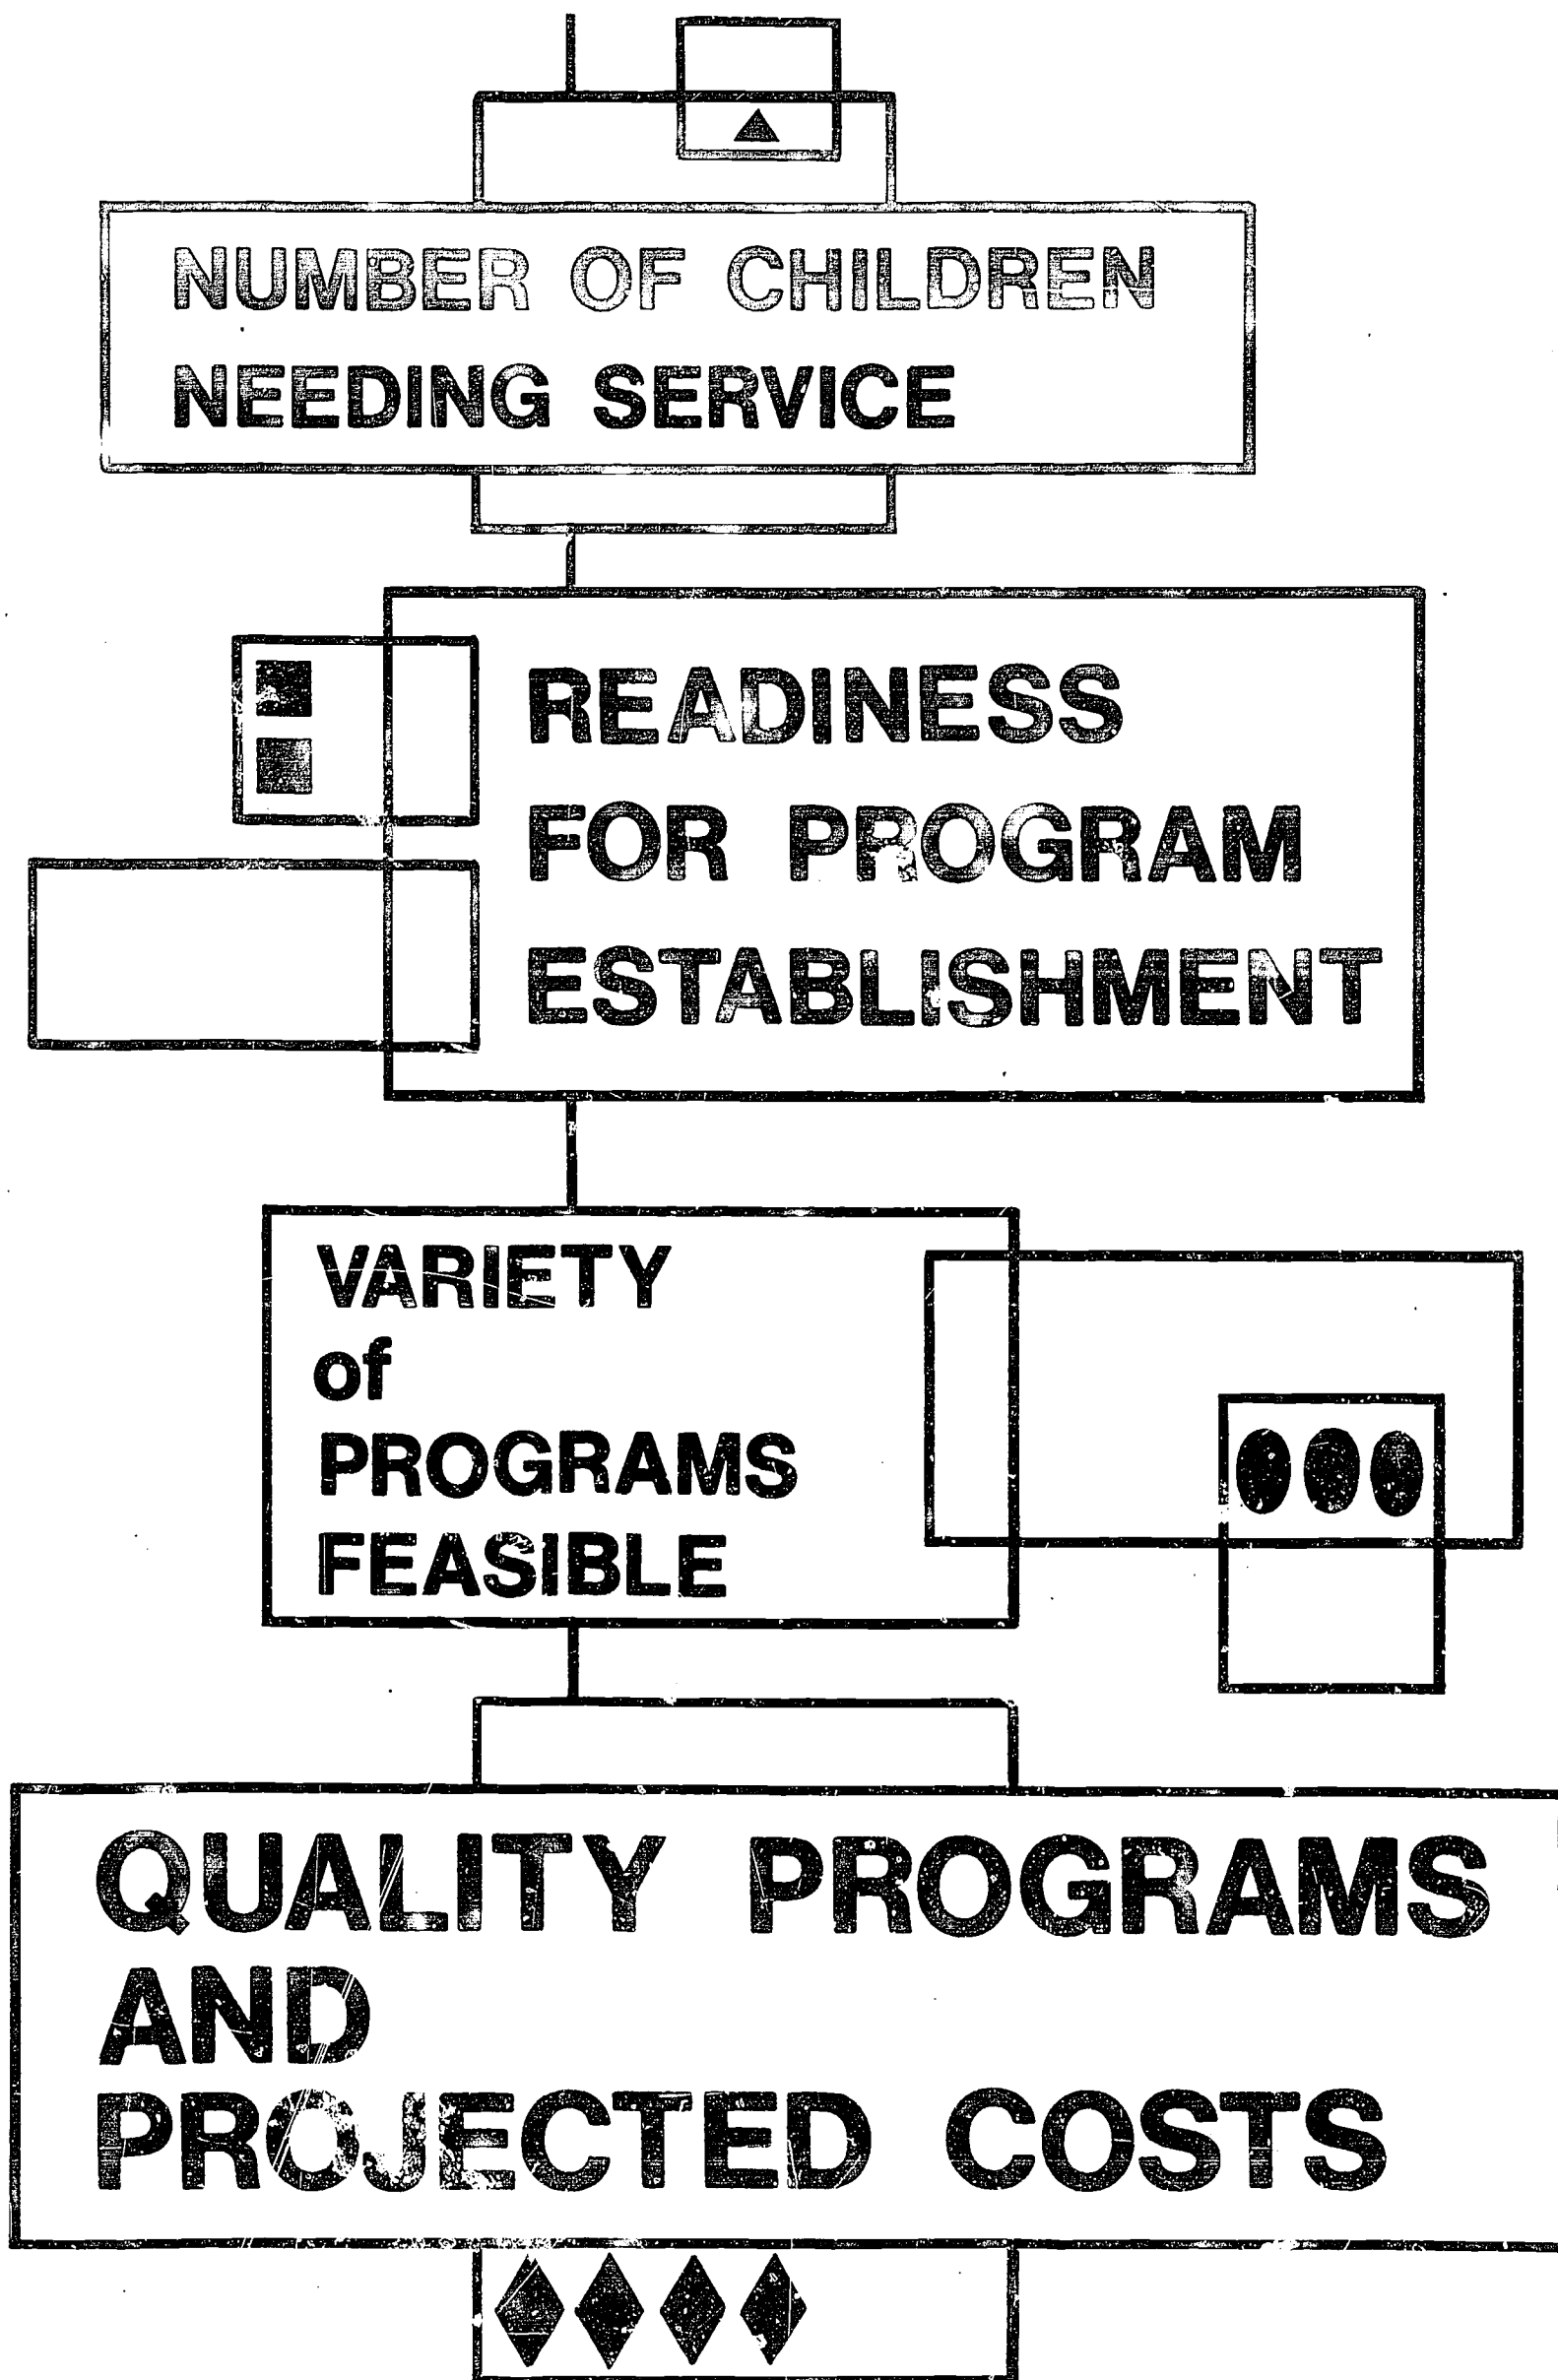 NUMBER OF CHILDREN
NEEDING SERVICE
READINESS
FOR PROGRAM
ESTABLISHMENT
VARIETY
of
PROGRAMS
FEASIBLE
QUALITY PROGRAMS
AND
PROJECTED COSTS